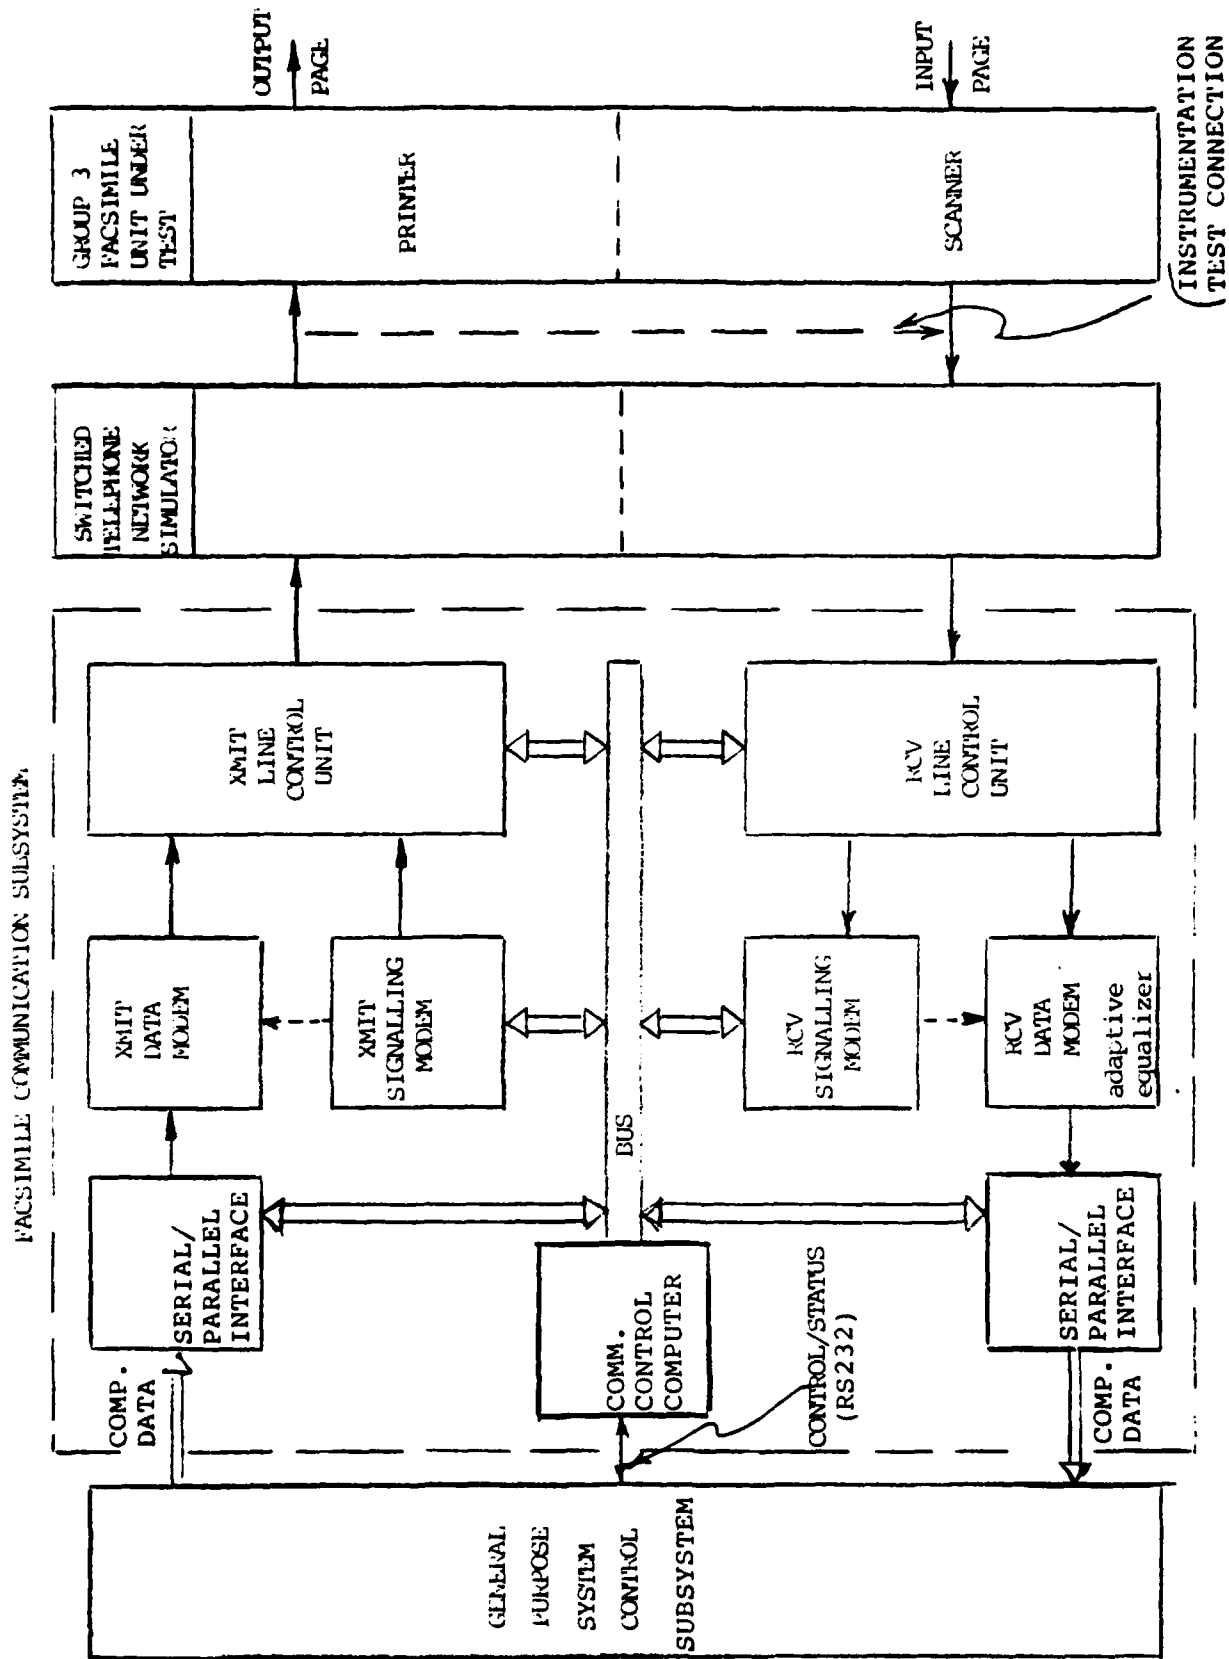 FACSIMILE COMMUNICATION SUBSYSTEM
GENERAL
PURPOSE
SYSTEM
CONTROL
SUBSYSTEM
COMP.
DATA
SERIAL/
PARALLEL
INTERFACE
XMIT
DATA
MODEM
XMIT
SIGNALLING
MODEM
XMIT
LINE
CONTROL
UNIT
SWITCHED
TELEPHONE
NETWORK
SIMULATOR
GROUP 3
FACSIMILE
UNIT UNDER
TEST
PRINTER
OUTPUT
PAGE
COMM.
CONTROL
COMPUTER
BUS
CONTROL/STATUS
(RS232)
COMP.
DATA
SERIAL/
PARALLEL
INTERFACE
RCV
SIGNALLING
MODEM
RCV
DATA
MODEM
adaptive
equalizer
RCV
LINE
CONTROL
UNIT
SCANNER
INPUT
PAGE
INSTRUMENTATION
TEST CONNECTION